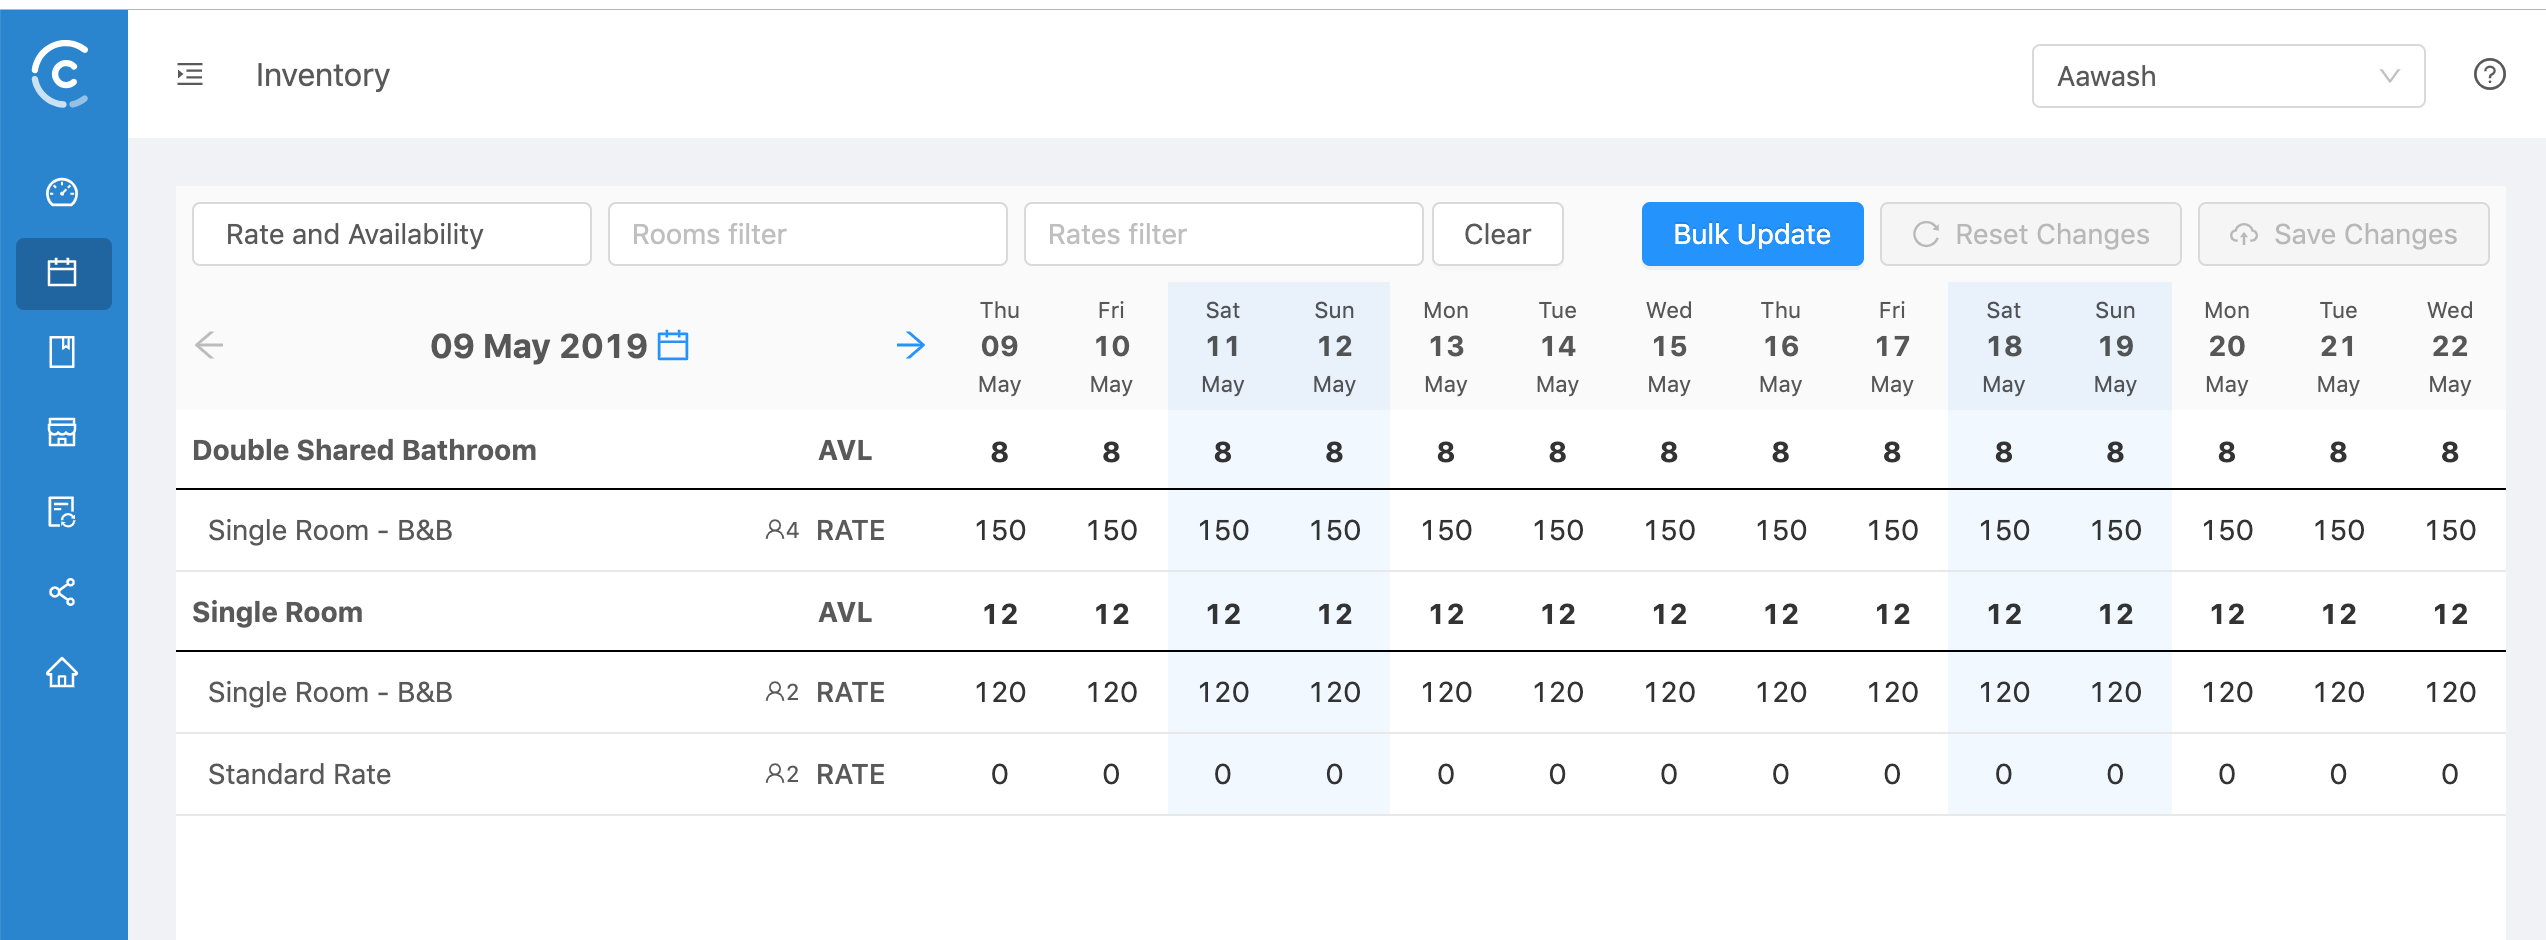 Inventory
Aawash
Rate and Availability Rooms filter Rates filter Clear Bulk Update Reset Changes Save Changes
Thu Fri Sat Sun Mon Tue Wed Thu Fri Sat Sun Mon Tue Wed
09 May 2019 09 10 11 12 13 14 15 16 17 18 19 20 21 22
May May May May May May May May May May May May May May
Double Shared Bathroom AVL 8 8 8 8 8 8 8 8 8 8 8 8 8 8
Single Room - B&B 4 RATE 150 150 150 150 150 150 150 150 150 150 150 150 150 150
Single Room AVL 12 12 12 12 12 12 12 12 12 12 12 12 12 12
Single Room - B&B 2 RATE 120 120 120 120 120 120 120 120 120 120 120 120 120 120
Standard Rate 2 RATE 0 0 0 0 0 0 0 0 0 0 0 0 0 0